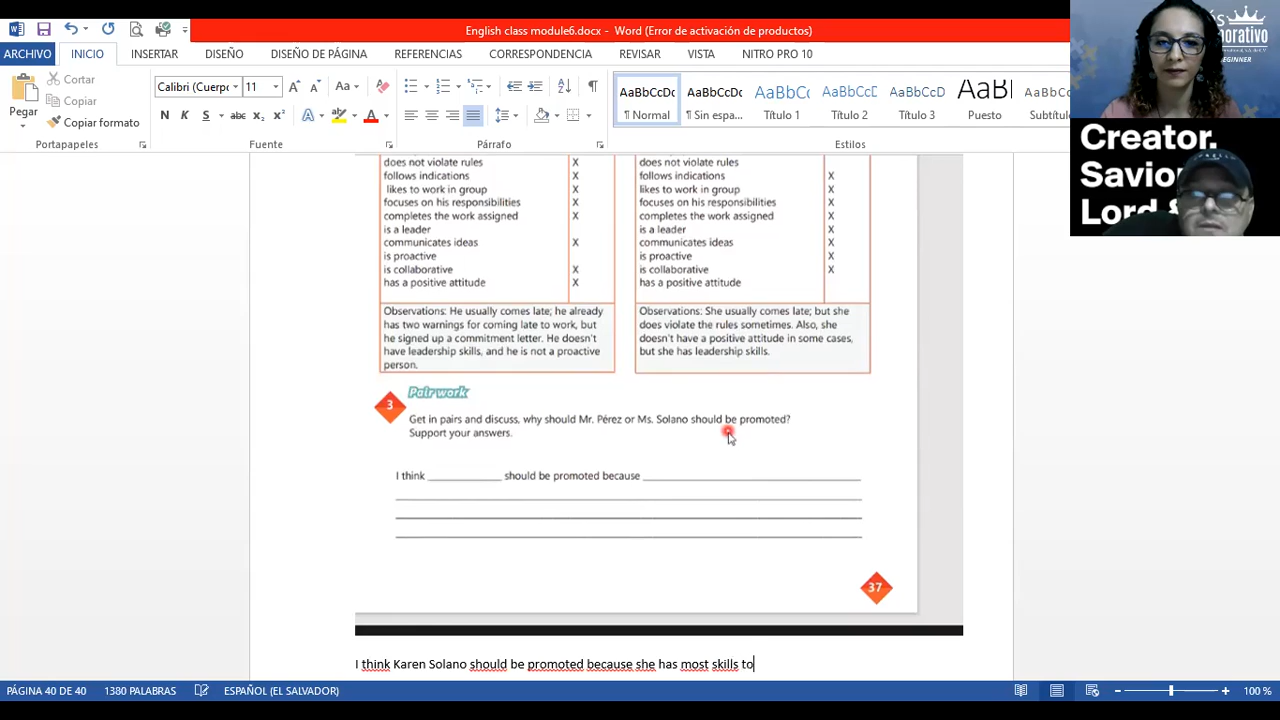 English class module6.docx - Word (Error de activación de productos)
ARCHIVO INICIO INSERTAR DISEÑO DISEÑO DE PÁGINA REFERENCIAS CORRESPONDENCIA REVISAR VISTA NITRO PRO 10
Pegar
Cortar
Copiar
Copiar formato
Portapapeles
Calibri (Cuerpo 11
Fuente
Párrafo
AaBbCcDc AaBbCcDc AaBbCc AaBbCcD AaBbCcD AaBl AaBbCcD
¶ Normal ¶ Sin espa... Título 1 Título 2 Título 3 Puesto Subtítul
Estilos
orativo
BEGINNER
Creator.
Savio
Lord &
does not violate rules X
follows indications X
likes to work in group X
focuses on his responsibilities X
completes the work assigned X
is a leader
communicates ideas X
is proactive
is collaborative X
has a positive attitude X
Observations: He usually comes late; he already
has two warnings for coming late to work, but
he signed up a commitment letter. He doesn't
have leadership skills, and he is not a proactive
person.
does not violate rules
follows indications X
likes to work in group X
focuses on his responsibilities X
completes the work assigned X
is a leader X
communicates ideas X
is proactive X
is collaborative X
has a positive attitude
Observations: She usually comes late; but she
does violate the rules sometimes. Also, she
doesn't have a positive attitude in some cases,
but she has leadership skills.
3
Pair work
Get in pairs and discuss, why should Mr. Pérez or Ms. Solano should be promoted?
Support your answers.
I think ____________ should be promoted because ____________
37
I think Karen Solano should be promoted because she has most skills to
PÁGINA 40 DE 40 1380 PALABRAS ESPAÑOL (EL SALVADOR) 100 %